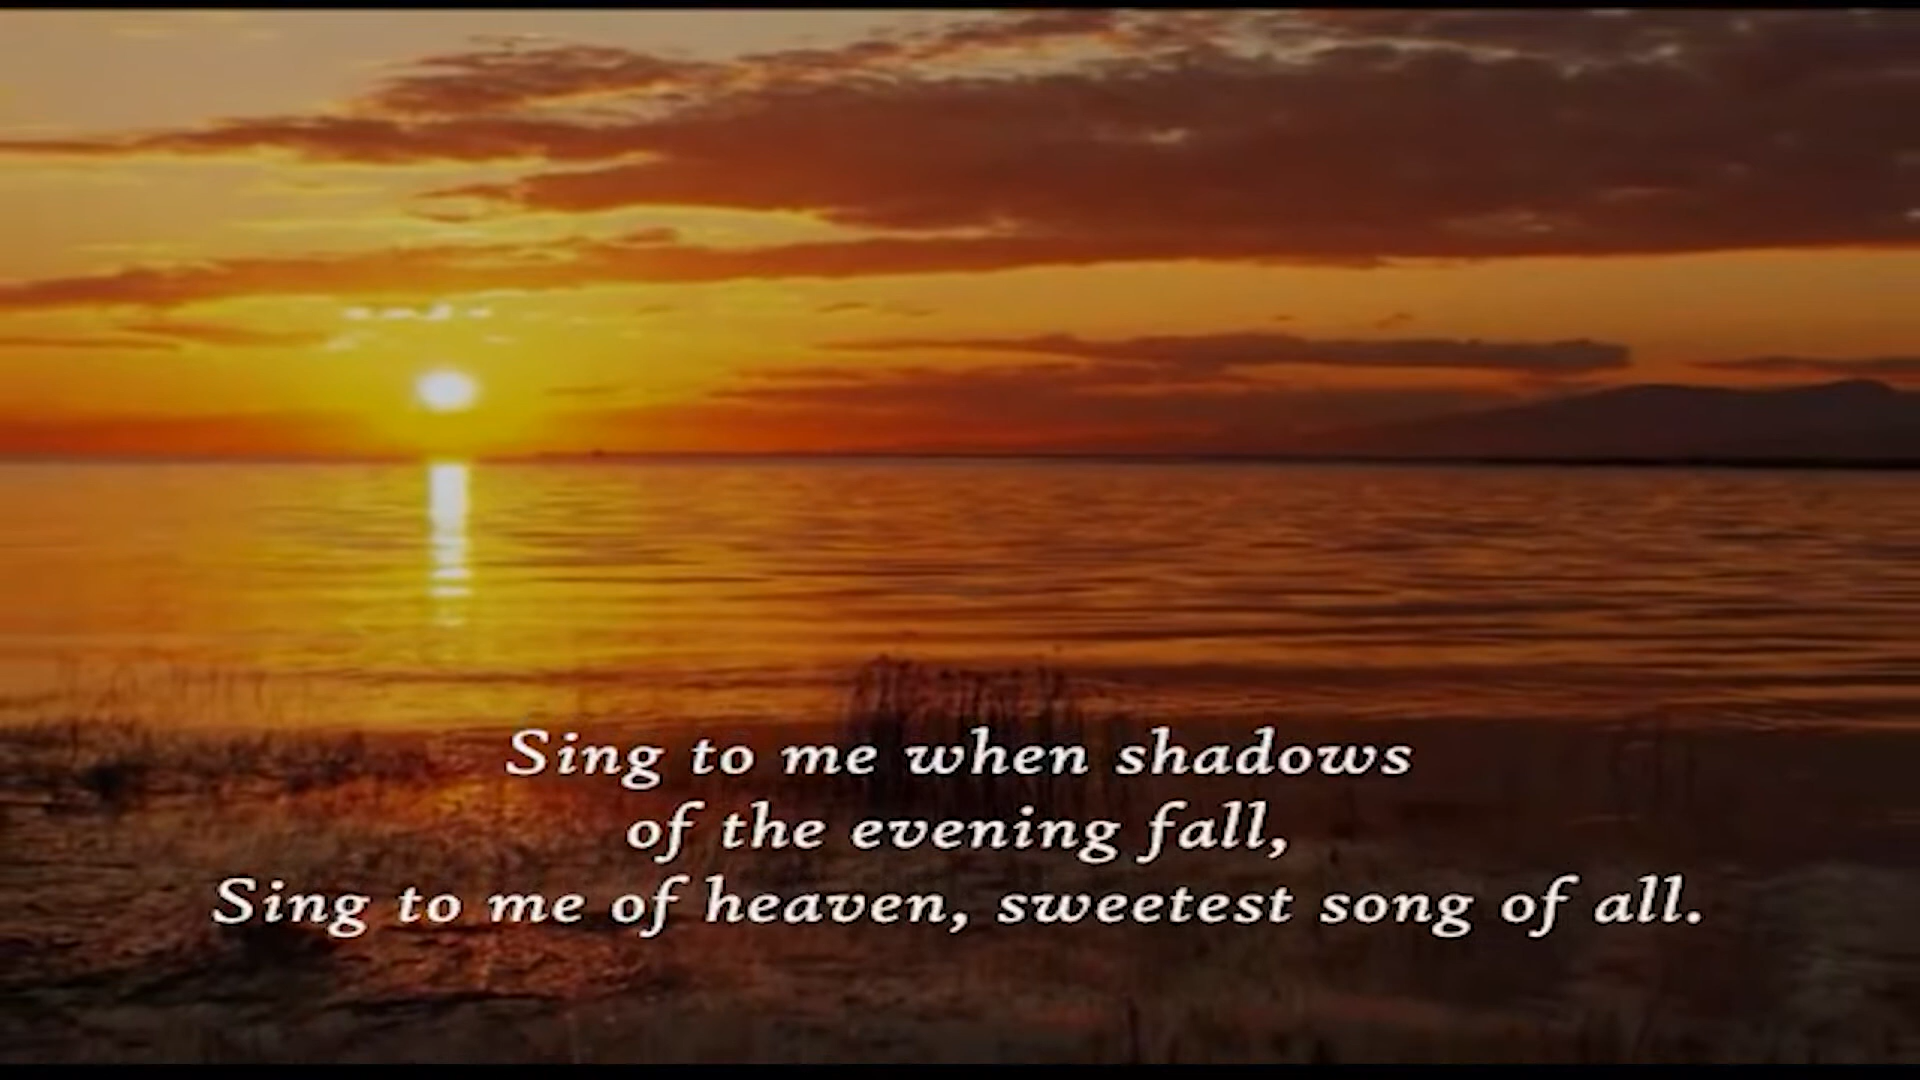 Sing to me when shadows
of the evening fall,
Sing to me of heaven, sweetest song of all.